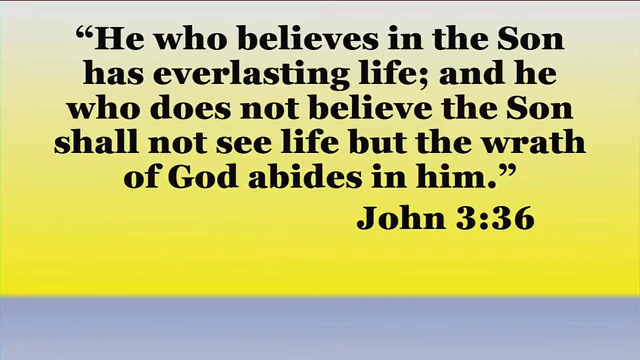 “He who believes in the Son
has everlasting life; and he
who does not believe the Son
shall not see life but the wrath
of God abides in him.”
John 3:36